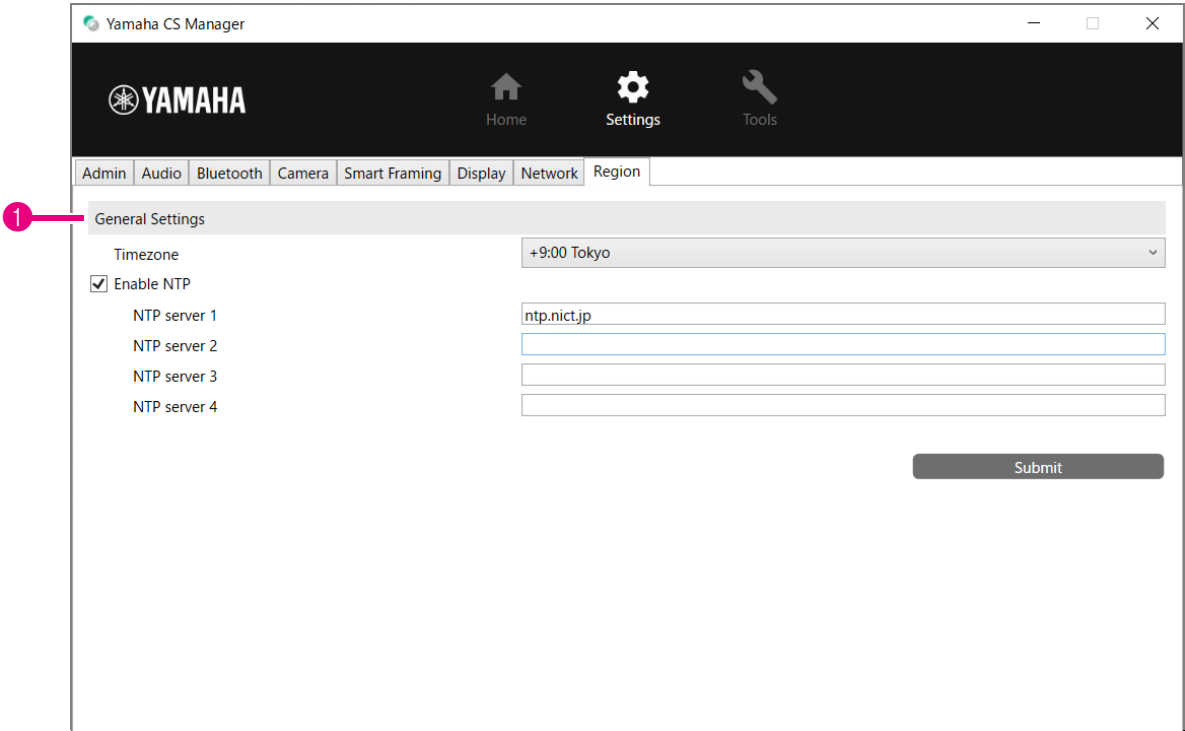 Yamaha CS Manager
YAMAHA
Home
Settings
Tools
Admin Audio Bluetooth Camera Smart Framing Display Network Region
1
General Settings
Timezone +9:00 Tokyo
Enable NTP
NTP server 1 ntp.nict.jp
NTP server 2
NTP server 3
NTP server 4
Submit